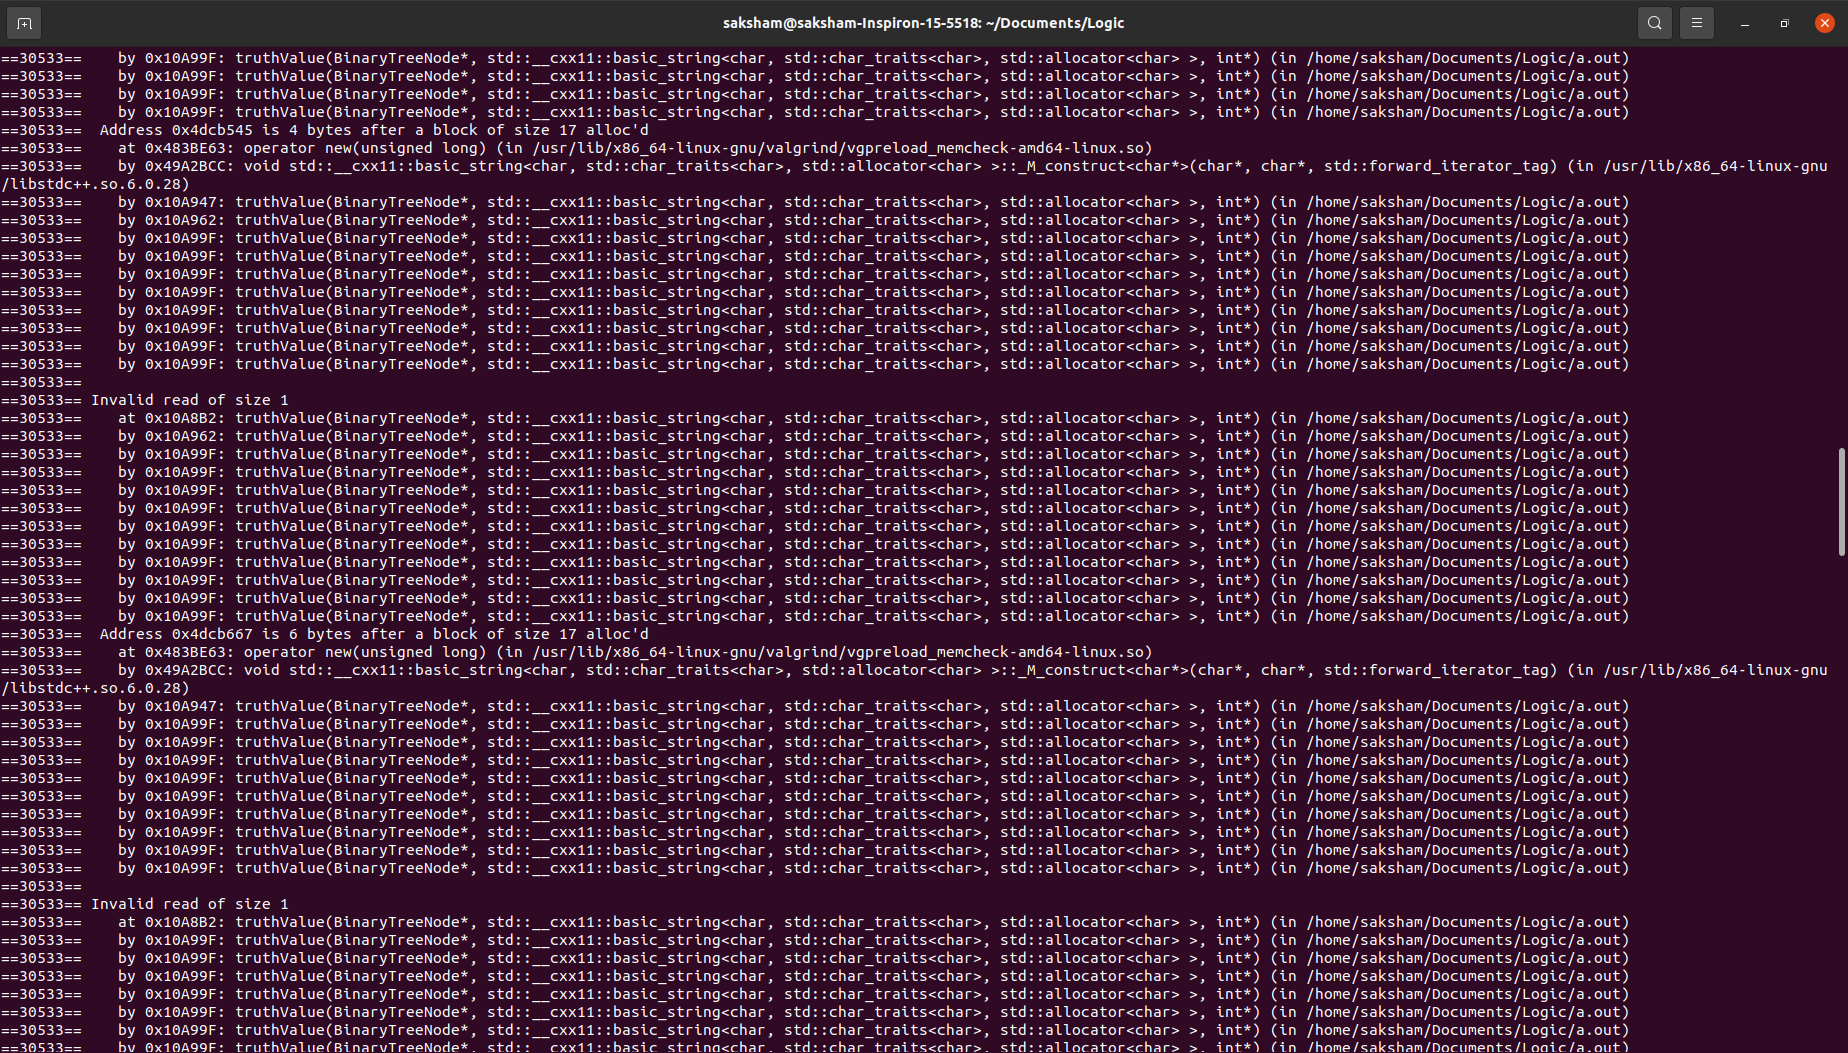 saksham@saksham-Inspiron-15-5518: ~/Documents/Logic
==30533==    by 0x10A99F: truthValue(BinaryTreeNode*, std::__cxx11::basic_string<char, std::char_traits<char>, std::allocator<char> >, int*) (in /home/saksham/Documents/Logic/a.out)
==30533==    by 0x10A99F: truthValue(BinaryTreeNode*, std::__cxx11::basic_string<char, std::char_traits<char>, std::allocator<char> >, int*) (in /home/saksham/Documents/Logic/a.out)
==30533==    by 0x10A99F: truthValue(BinaryTreeNode*, std::__cxx11::basic_string<char, std::char_traits<char>, std::allocator<char> >, int*) (in /home/saksham/Documents/Logic/a.out)
==30533==    by 0x10A99F: truthValue(BinaryTreeNode*, std::__cxx11::basic_string<char, std::char_traits<char>, std::allocator<char> >, int*) (in /home/saksham/Documents/Logic/a.out)
==30533==  Address 0x4dcb545 is 4 bytes after a block of size 17 alloc'd
==30533==    at 0x483BE63: operator new(unsigned long) (in /usr/lib/x86_64-linux-gnu/valgrind/vgpreload_memcheck-amd64-linux.so)
==30533==    by 0x49A2BCC: void std::__cxx11::basic_string<char, std::char_traits<char>, std::allocator<char> >::_M_construct<char*>(char*, char*, std::forward_iterator_tag) (in /usr/lib/x86_64-linux-gnu
/libstdc++.so.6.0.28)
==30533==    by 0x10A947: truthValue(BinaryTreeNode*, std::__cxx11::basic_string<char, std::char_traits<char>, std::allocator<char> >, int*) (in /home/saksham/Documents/Logic/a.out)
==30533==    by 0x10A962: truthValue(BinaryTreeNode*, std::__cxx11::basic_string<char, std::char_traits<char>, std::allocator<char> >, int*) (in /home/saksham/Documents/Logic/a.out)
==30533==    by 0x10A99F: truthValue(BinaryTreeNode*, std::__cxx11::basic_string<char, std::char_traits<char>, std::allocator<char> >, int*) (in /home/saksham/Documents/Logic/a.out)
==30533==    by 0x10A99F: truthValue(BinaryTreeNode*, std::__cxx11::basic_string<char, std::char_traits<char>, std::allocator<char> >, int*) (in /home/saksham/Documents/Logic/a.out)
==30533==    by 0x10A99F: truthValue(BinaryTreeNode*, std::__cxx11::basic_string<char, std::char_traits<char>, std::allocator<char> >, int*) (in /home/saksham/Documents/Logic/a.out)
==30533==    by 0x10A99F: truthValue(BinaryTreeNode*, std::__cxx11::basic_string<char, std::char_traits<char>, std::allocator<char> >, int*) (in /home/saksham/Documents/Logic/a.out)
==30533==    by 0x10A99F: truthValue(BinaryTreeNode*, std::__cxx11::basic_string<char, std::char_traits<char>, std::allocator<char> >, int*) (in /home/saksham/Documents/Logic/a.out)
==30533==    by 0x10A99F: truthValue(BinaryTreeNode*, std::__cxx11::basic_string<char, std::char_traits<char>, std::allocator<char> >, int*) (in /home/saksham/Documents/Logic/a.out)
==30533==    by 0x10A99F: truthValue(BinaryTreeNode*, std::__cxx11::basic_string<char, std::char_traits<char>, std::allocator<char> >, int*) (in /home/saksham/Documents/Logic/a.out)
==30533==    by 0x10A99F: truthValue(BinaryTreeNode*, std::__cxx11::basic_string<char, std::char_traits<char>, std::allocator<char> >, int*) (in /home/saksham/Documents/Logic/a.out)
==30533==
==30533== Invalid read of size 1
==30533==    at 0x10A8B2: truthValue(BinaryTreeNode*, std::__cxx11::basic_string<char, std::char_traits<char>, std::allocator<char> >, int*) (in /home/saksham/Documents/Logic/a.out)
==30533==    by 0x10A962: truthValue(BinaryTreeNode*, std::__cxx11::basic_string<char, std::char_traits<char>, std::allocator<char> >, int*) (in /home/saksham/Documents/Logic/a.out)
==30533==    by 0x10A99F: truthValue(BinaryTreeNode*, std::__cxx11::basic_string<char, std::char_traits<char>, std::allocator<char> >, int*) (in /home/saksham/Documents/Logic/a.out)
==30533==    by 0x10A99F: truthValue(BinaryTreeNode*, std::__cxx11::basic_string<char, std::char_traits<char>, std::allocator<char> >, int*) (in /home/saksham/Documents/Logic/a.out)
==30533==    by 0x10A99F: truthValue(BinaryTreeNode*, std::__cxx11::basic_string<char, std::char_traits<char>, std::allocator<char> >, int*) (in /home/saksham/Documents/Logic/a.out)
==30533==    by 0x10A99F: truthValue(BinaryTreeNode*, std::__cxx11::basic_string<char, std::char_traits<char>, std::allocator<char> >, int*) (in /home/saksham/Documents/Logic/a.out)
==30533==    by 0x10A99F: truthValue(BinaryTreeNode*, std::__cxx11::basic_string<char, std::char_traits<char>, std::allocator<char> >, int*) (in /home/saksham/Documents/Logic/a.out)
==30533==    by 0x10A99F: truthValue(BinaryTreeNode*, std::__cxx11::basic_string<char, std::char_traits<char>, std::allocator<char> >, int*) (in /home/saksham/Documents/Logic/a.out)
==30533==    by 0x10A99F: truthValue(BinaryTreeNode*, std::__cxx11::basic_string<char, std::char_traits<char>, std::allocator<char> >, int*) (in /home/saksham/Documents/Logic/a.out)
==30533==    by 0x10A99F: truthValue(BinaryTreeNode*, std::__cxx11::basic_string<char, std::char_traits<char>, std::allocator<char> >, int*) (in /home/saksham/Documents/Logic/a.out)
==30533==    by 0x10A99F: truthValue(BinaryTreeNode*, std::__cxx11::basic_string<char, std::char_traits<char>, std::allocator<char> >, int*) (in /home/saksham/Documents/Logic/a.out)
==30533==    by 0x10A99F: truthValue(BinaryTreeNode*, std::__cxx11::basic_string<char, std::char_traits<char>, std::allocator<char> >, int*) (in /home/saksham/Documents/Logic/a.out)
==30533==  Address 0x4dcb667 is 6 bytes after a block of size 17 alloc'd
==30533==    at 0x483BE63: operator new(unsigned long) (in /usr/lib/x86_64-linux-gnu/valgrind/vgpreload_memcheck-amd64-linux.so)
==30533==    by 0x49A2BCC: void std::__cxx11::basic_string<char, std::char_traits<char>, std::allocator<char> >::_M_construct<char*>(char*, char*, std::forward_iterator_tag) (in /usr/lib/x86_64-linux-gnu
/libstdc++.so.6.0.28)
==30533==    by 0x10A947: truthValue(BinaryTreeNode*, std::__cxx11::basic_string<char, std::char_traits<char>, std::allocator<char> >, int*) (in /home/saksham/Documents/Logic/a.out)
==30533==    by 0x10A99F: truthValue(BinaryTreeNode*, std::__cxx11::basic_string<char, std::char_traits<char>, std::allocator<char> >, int*) (in /home/saksham/Documents/Logic/a.out)
==30533==    by 0x10A99F: truthValue(BinaryTreeNode*, std::__cxx11::basic_string<char, std::char_traits<char>, std::allocator<char> >, int*) (in /home/saksham/Documents/Logic/a.out)
==30533==    by 0x10A99F: truthValue(BinaryTreeNode*, std::__cxx11::basic_string<char, std::char_traits<char>, std::allocator<char> >, int*) (in /home/saksham/Documents/Logic/a.out)
==30533==    by 0x10A99F: truthValue(BinaryTreeNode*, std::__cxx11::basic_string<char, std::char_traits<char>, std::allocator<char> >, int*) (in /home/saksham/Documents/Logic/a.out)
==30533==    by 0x10A99F: truthValue(BinaryTreeNode*, std::__cxx11::basic_string<char, std::char_traits<char>, std::allocator<char> >, int*) (in /home/saksham/Documents/Logic/a.out)
==30533==    by 0x10A99F: truthValue(BinaryTreeNode*, std::__cxx11::basic_string<char, std::char_traits<char>, std::allocator<char> >, int*) (in /home/saksham/Documents/Logic/a.out)
==30533==    by 0x10A99F: truthValue(BinaryTreeNode*, std::__cxx11::basic_string<char, std::char_traits<char>, std::allocator<char> >, int*) (in /home/saksham/Documents/Logic/a.out)
==30533==    by 0x10A99F: truthValue(BinaryTreeNode*, std::__cxx11::basic_string<char, std::char_traits<char>, std::allocator<char> >, int*) (in /home/saksham/Documents/Logic/a.out)
==30533==    by 0x10A99F: truthValue(BinaryTreeNode*, std::__cxx11::basic_string<char, std::char_traits<char>, std::allocator<char> >, int*) (in /home/saksham/Documents/Logic/a.out)
==30533==
==30533== Invalid read of size 1
==30533==    at 0x10A8B2: truthValue(BinaryTreeNode*, std::__cxx11::basic_string<char, std::char_traits<char>, std::allocator<char> >, int*) (in /home/saksham/Documents/Logic/a.out)
==30533==    by 0x10A99F: truthValue(BinaryTreeNode*, std::__cxx11::basic_string<char, std::char_traits<char>, std::allocator<char> >, int*) (in /home/saksham/Documents/Logic/a.out)
==30533==    by 0x10A99F: truthValue(BinaryTreeNode*, std::__cxx11::basic_string<char, std::char_traits<char>, std::allocator<char> >, int*) (in /home/saksham/Documents/Logic/a.out)
==30533==    by 0x10A99F: truthValue(BinaryTreeNode*, std::__cxx11::basic_string<char, std::char_traits<char>, std::allocator<char> >, int*) (in /home/saksham/Documents/Logic/a.out)
==30533==    by 0x10A99F: truthValue(BinaryTreeNode*, std::__cxx11::basic_string<char, std::char_traits<char>, std::allocator<char> >, int*) (in /home/saksham/Documents/Logic/a.out)
==30533==    by 0x10A99F: truthValue(BinaryTreeNode*, std::__cxx11::basic_string<char, std::char_traits<char>, std::allocator<char> >, int*) (in /home/saksham/Documents/Logic/a.out)
==30533==    by 0x10A99F: truthValue(BinaryTreeNode*, std::__cxx11::basic_string<char, std::char_traits<char>, std::allocator<char> >, int*) (in /home/saksham/Documents/Logic/a.out)
==30533==    by 0x10A99F: truthValue(BinaryTreeNode*, std::__cxx11::basic_string<char, std::char_traits<char>, std::allocator<char> >, int*) (in /home/saksham/Documents/Logic/a.out)